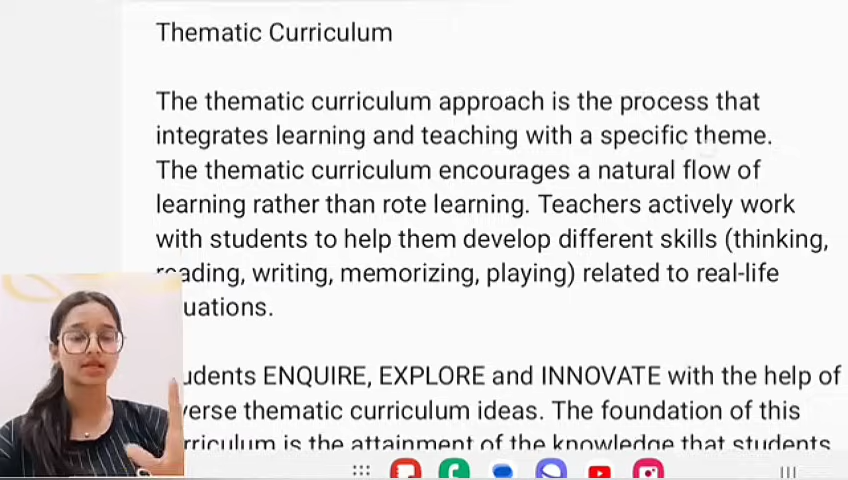 Thematic Curriculum
The thematic curriculum approach is the process that
integrates learning and teaching with a specific theme.
The thematic curriculum encourages a natural flow of
learning rather than rote learning. Teachers actively work
with students to help them develop different skills (thinking,
reading, writing, memorizing, playing) related to real-life
uations.
udents ENQUIRE, EXPLORE and INNOVATE with the help of
verse thematic curriculum ideas. The foundation of this
rriculum is the attainment of the knowledge that students